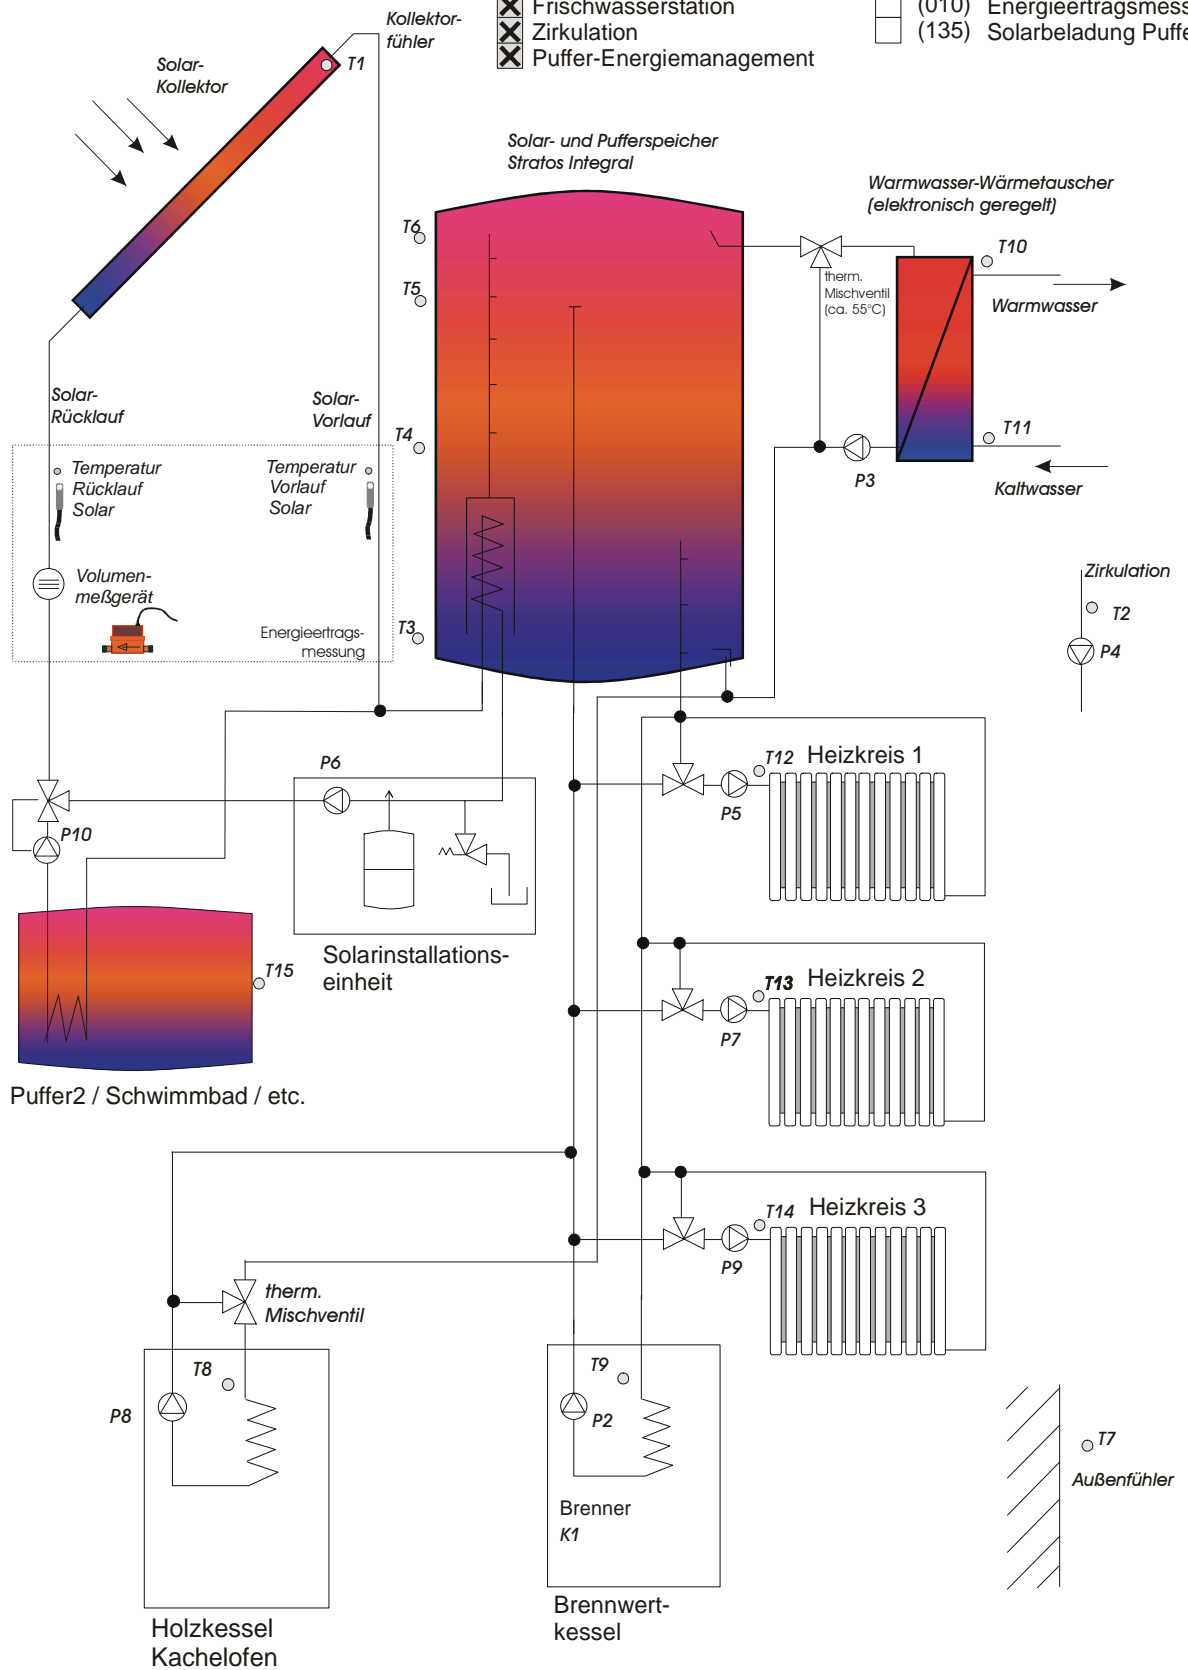 Frischwasserstation
Zirkulation
Puffer-Energiemanagement
(010) Energieertragsmess
(135) Solarbeladung Puffe
Kollektor-
fühler
T1
Solar-
Kollektor
Solar- und Pufferspeicher
Stratos Integral
Warmwasser-Wärmetauscher
(elektronisch geregelt)
T6
T5
T4
T3
T10
therm.
Mischventil
(ca. 55°C)
Warmwasser
T11
P3
Kaltwasser
Solar-
Rücklauf
Solar-
Vorlauf
Temperatur
Rücklauf
Solar
Temperatur
Vorlauf
Solar
Volumen-
meßgerät
Energieertrags-
messung
Zirkulation
T2
P4
P6
P10
T12 Heizkreis 1
P5
Solarinstallations-
einheit
T15
T13 Heizkreis 2
P7
Puffer2 / Schwimmbad / etc.
T14 Heizkreis 3
P9
therm.
Mischventil
T8
P8
T9
P2
Brenner
K1
T7
Außenfühler
Holzkessel
Kachelofen
Brennwert-
kessel